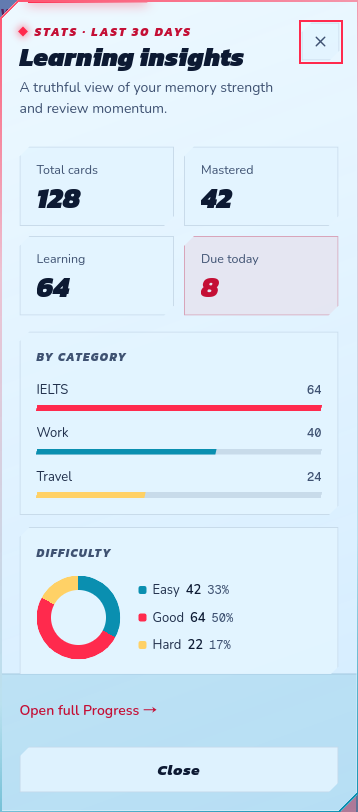 STATS · LAST 30 DAYS
Learning insights
A truthful view of your memory strength
and review momentum.
Total cards
128
Mastered
42
Learning
64
Due today
8
BY CATEGORY
IELTS 64
Work 40
Travel 24
DIFFICULTY
Easy 42 33%
Good 64 50%
Hard 22 17%
Open full Progress →
Close